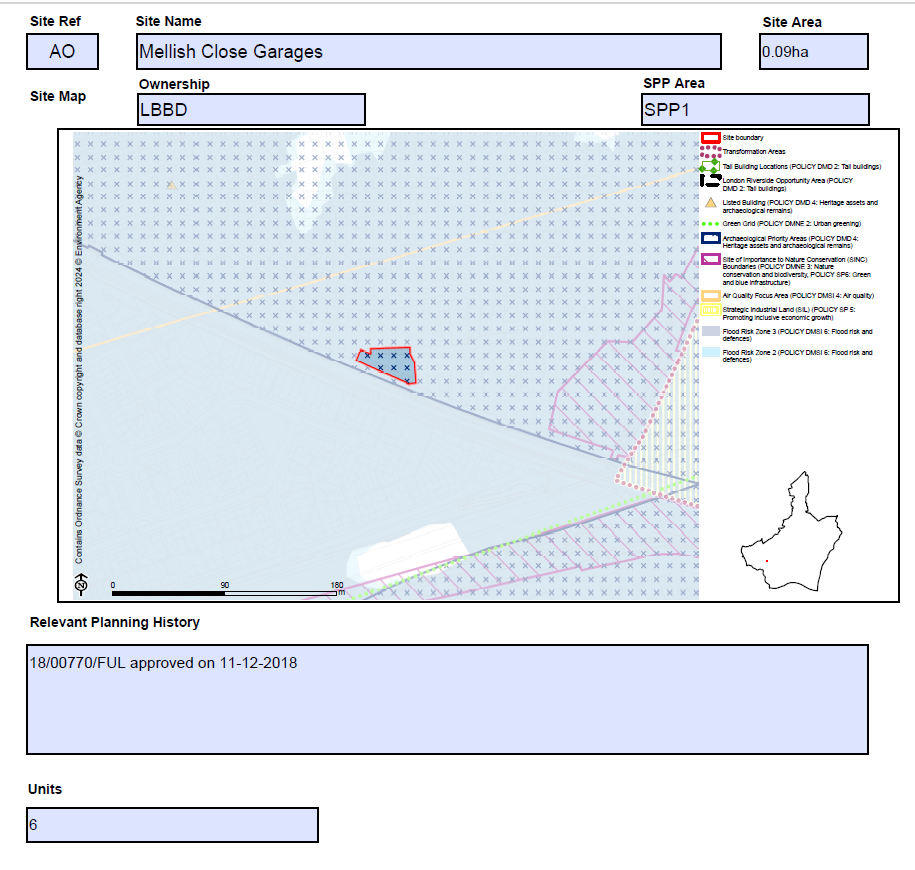 Site Ref
Site Name
Site Area
AO
Mellish Close Garages
0.09ha
Ownership
SPP Area
Site Map
LBBD
SPP1
Contains Ordnance Survey data © Crown copyright and database right 2024 © Environment Agency
Site boundary
Transformation Areas
Tall Building Locations (POLICY DMD 2: Tall buildings)
London Riverside Opportunity Area (POLICY
DMD 2: Tall buildings)
Listed Building (POLICY DMD 4: Heritage assets and
archaeological remains)
Green Grid (POLICY DMNE 2: Urban greening)
Archaeological Priority Areas (POLICY DMD 4:
Heritage assets and archaeological remains)
Site of Importance to Nature Conservation (SINC)
Boundaries (POLICY DMNE 3: Nature
conservation and biodiversity, POLICY SP6: Green
and blue infrastructure)
Air Quality Focus Area (POLICY DMSI 4: Air quality)
Strategic Industrial Land (SIL) (POLICY SP 5:
Promoting inclusive economic growth)
Flood Risk Zone 3 (POLICY DMSI 6: Flood risk and
defences)
Flood Risk Zone 2 (POLICY DMSI 6: Flood risk and
defences)
N
0 90 180
m
Relevant Planning History
18/00770/FUL approved on 11-12-2018
Units
6